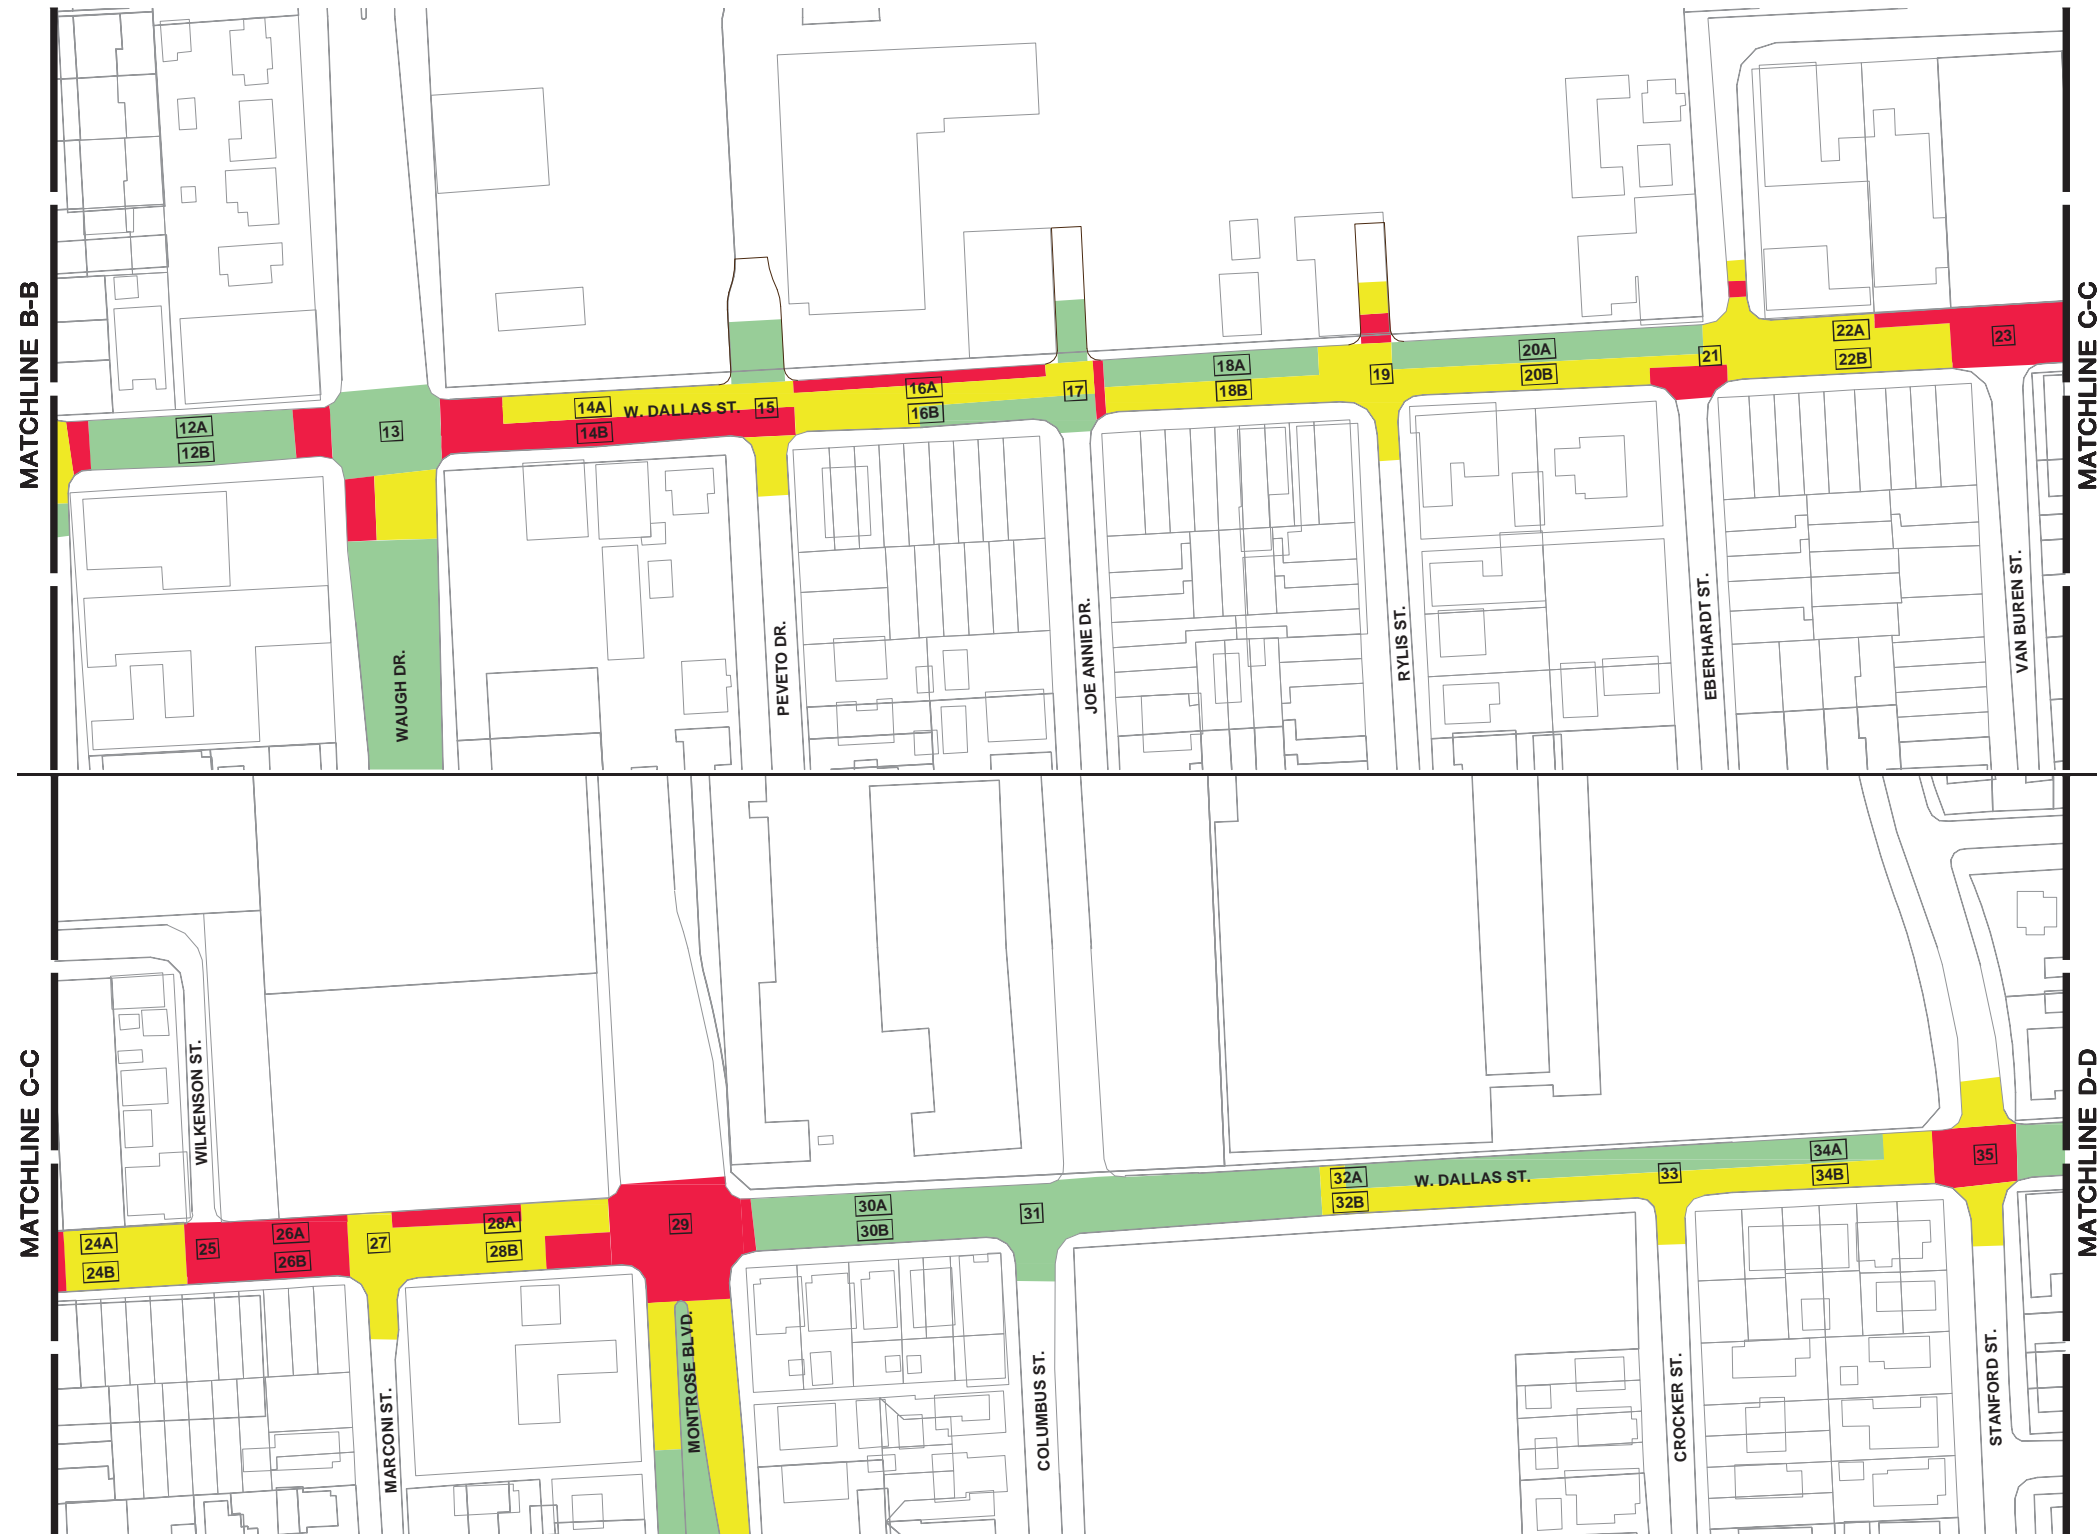 MATCHLINE B-B
12A
12B
13
14A
W. DALLAS ST.
14B
15
16A
16B
17
18A
18B
19
20A
20B
21
22A
22B
23
MATCHLINE C-C
WAUGH DR.
PEVETO DR.
JOE ANNIE DR.
RYLIS ST.
EBERHARDT ST.
VAN BUREN ST.
MATCHLINE C-C
WILKENSON ST.
24A
24B
25
26A
26B
27
28A
28B
29
30A
30B
31
32A
32B
W. DALLAS ST.
33
34A
34B
35
MATCHLINE D-D
MARCONI ST.
MONTROSE BLVD.
COLUMBUS ST.
CROCKER ST.
STANFORD ST.